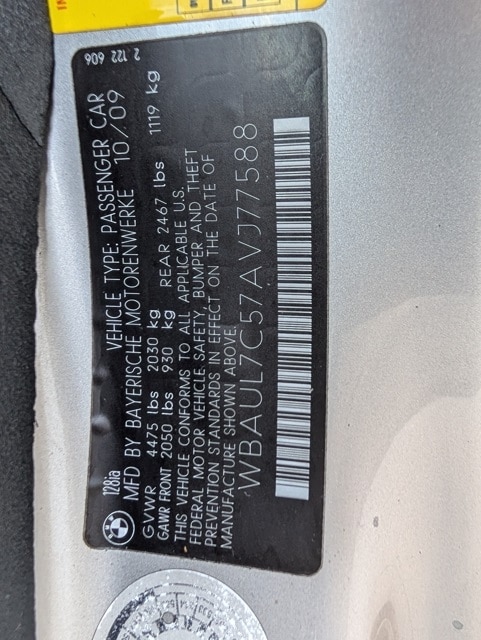 128ia VEHICLE TYPE: PASSENGER CAR
MFD BY BAYERISCHE MOTORENWERKE 10/09
GVWR 4475 lbs 2030 kg
GAWR FRONT 2050 lbs 930 kg REAR 2467 lbs 1119 kg
THIS VEHICLE CONFORMS TO ALL APPLICABLE U.S.
FEDERAL MOTOR VEHICLE SAFETY, BUMPER AND THEFT
PREVENTION STANDARDS IN EFFECT ON THE DATE OF
MANUFACTURE SHOWN ABOVE.
WBAUL7C57AVJ77588
2 122 606
BMW